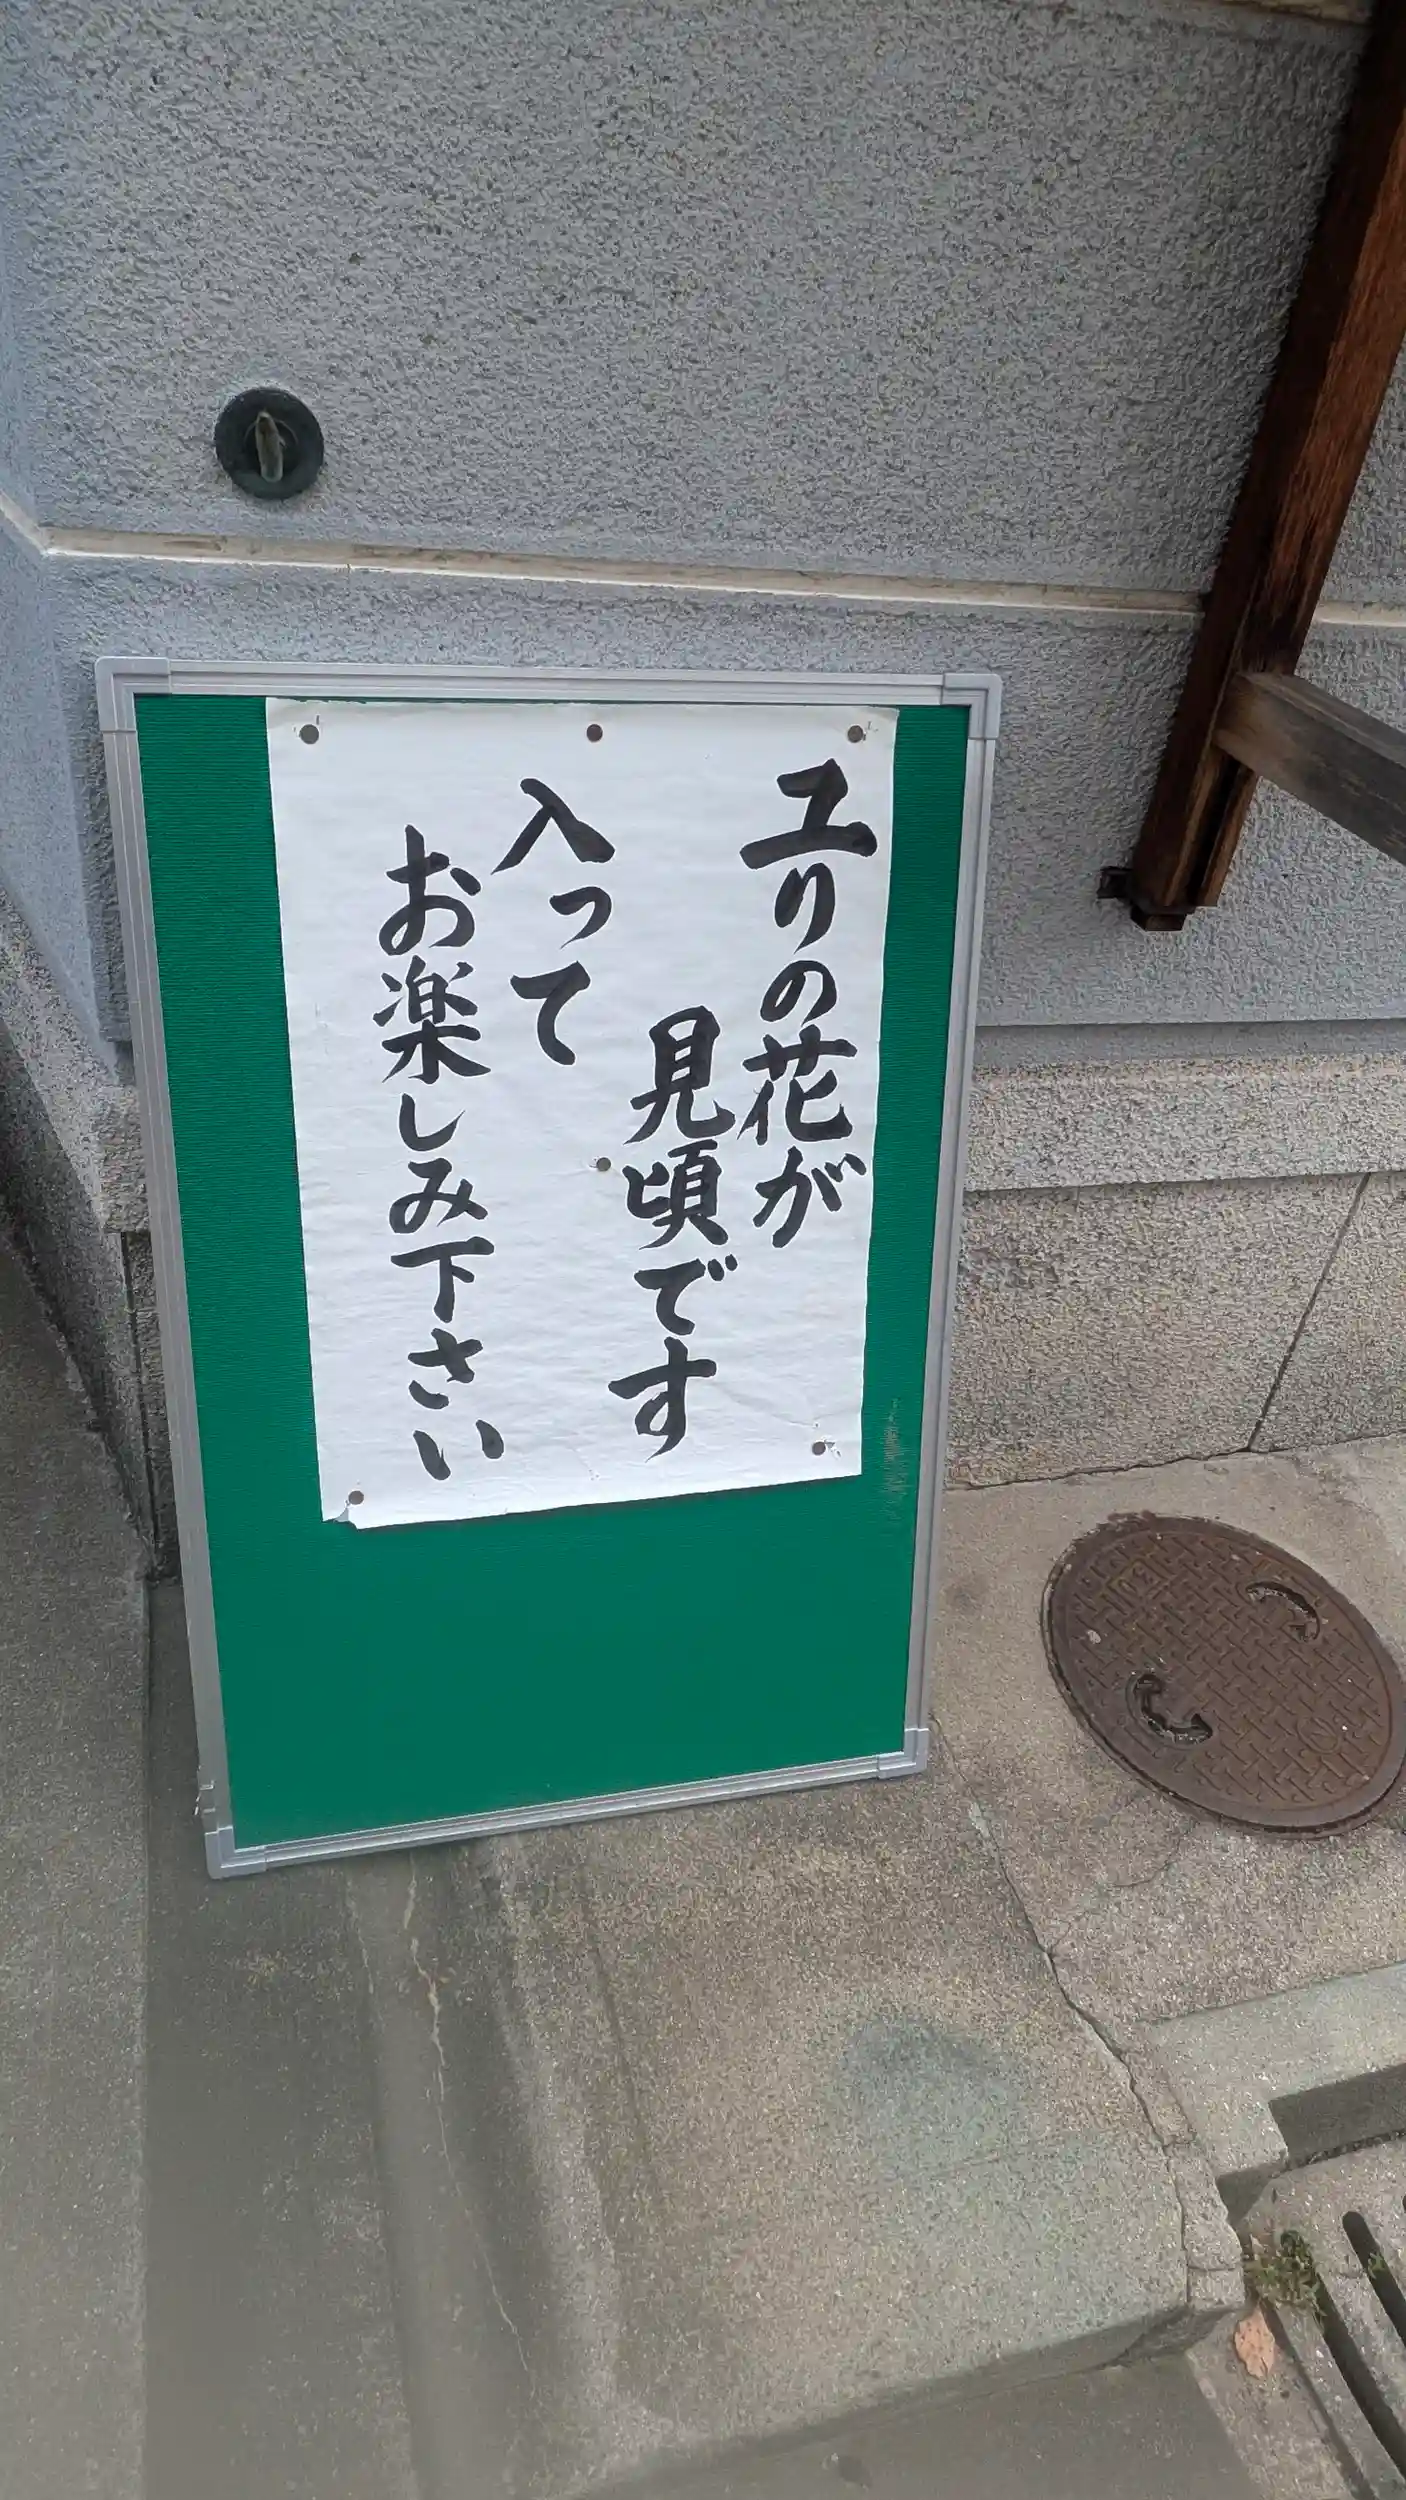 ユリの花が
見頃です
入って
お楽しみ下さい